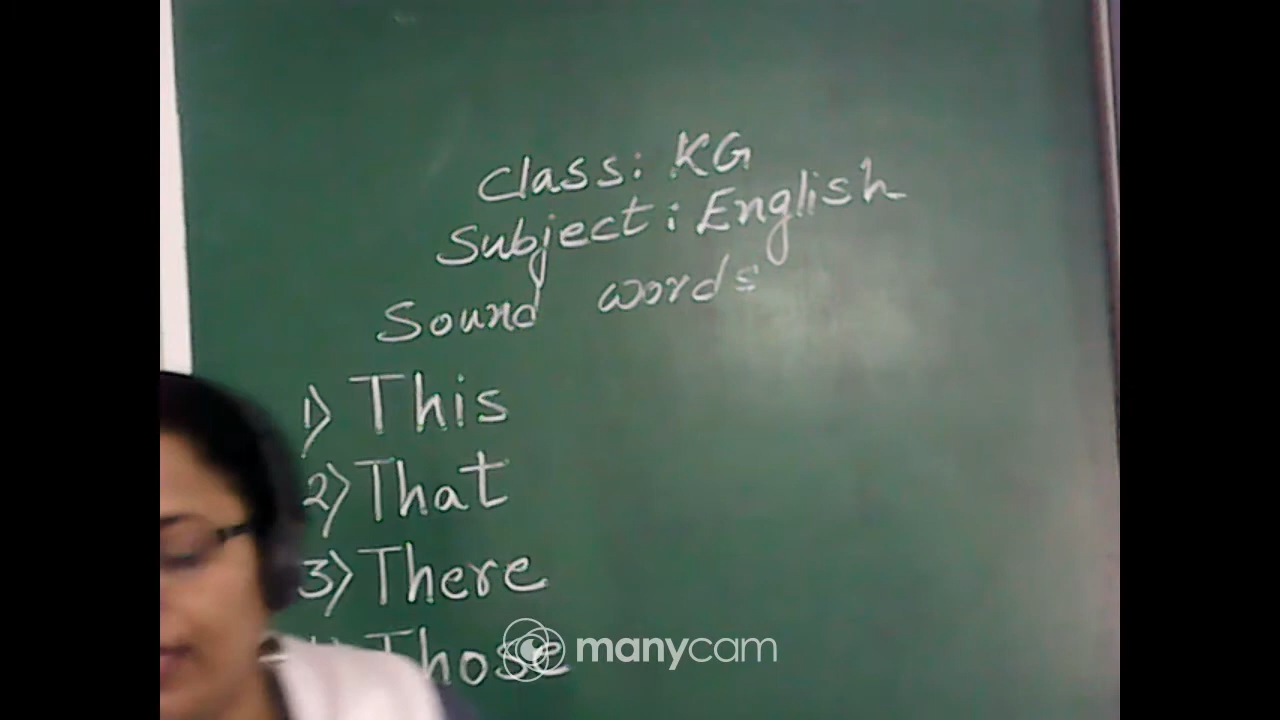 Class: KG
Subject: English
Sound words
1) This
2) That
3) There
Those
manycam